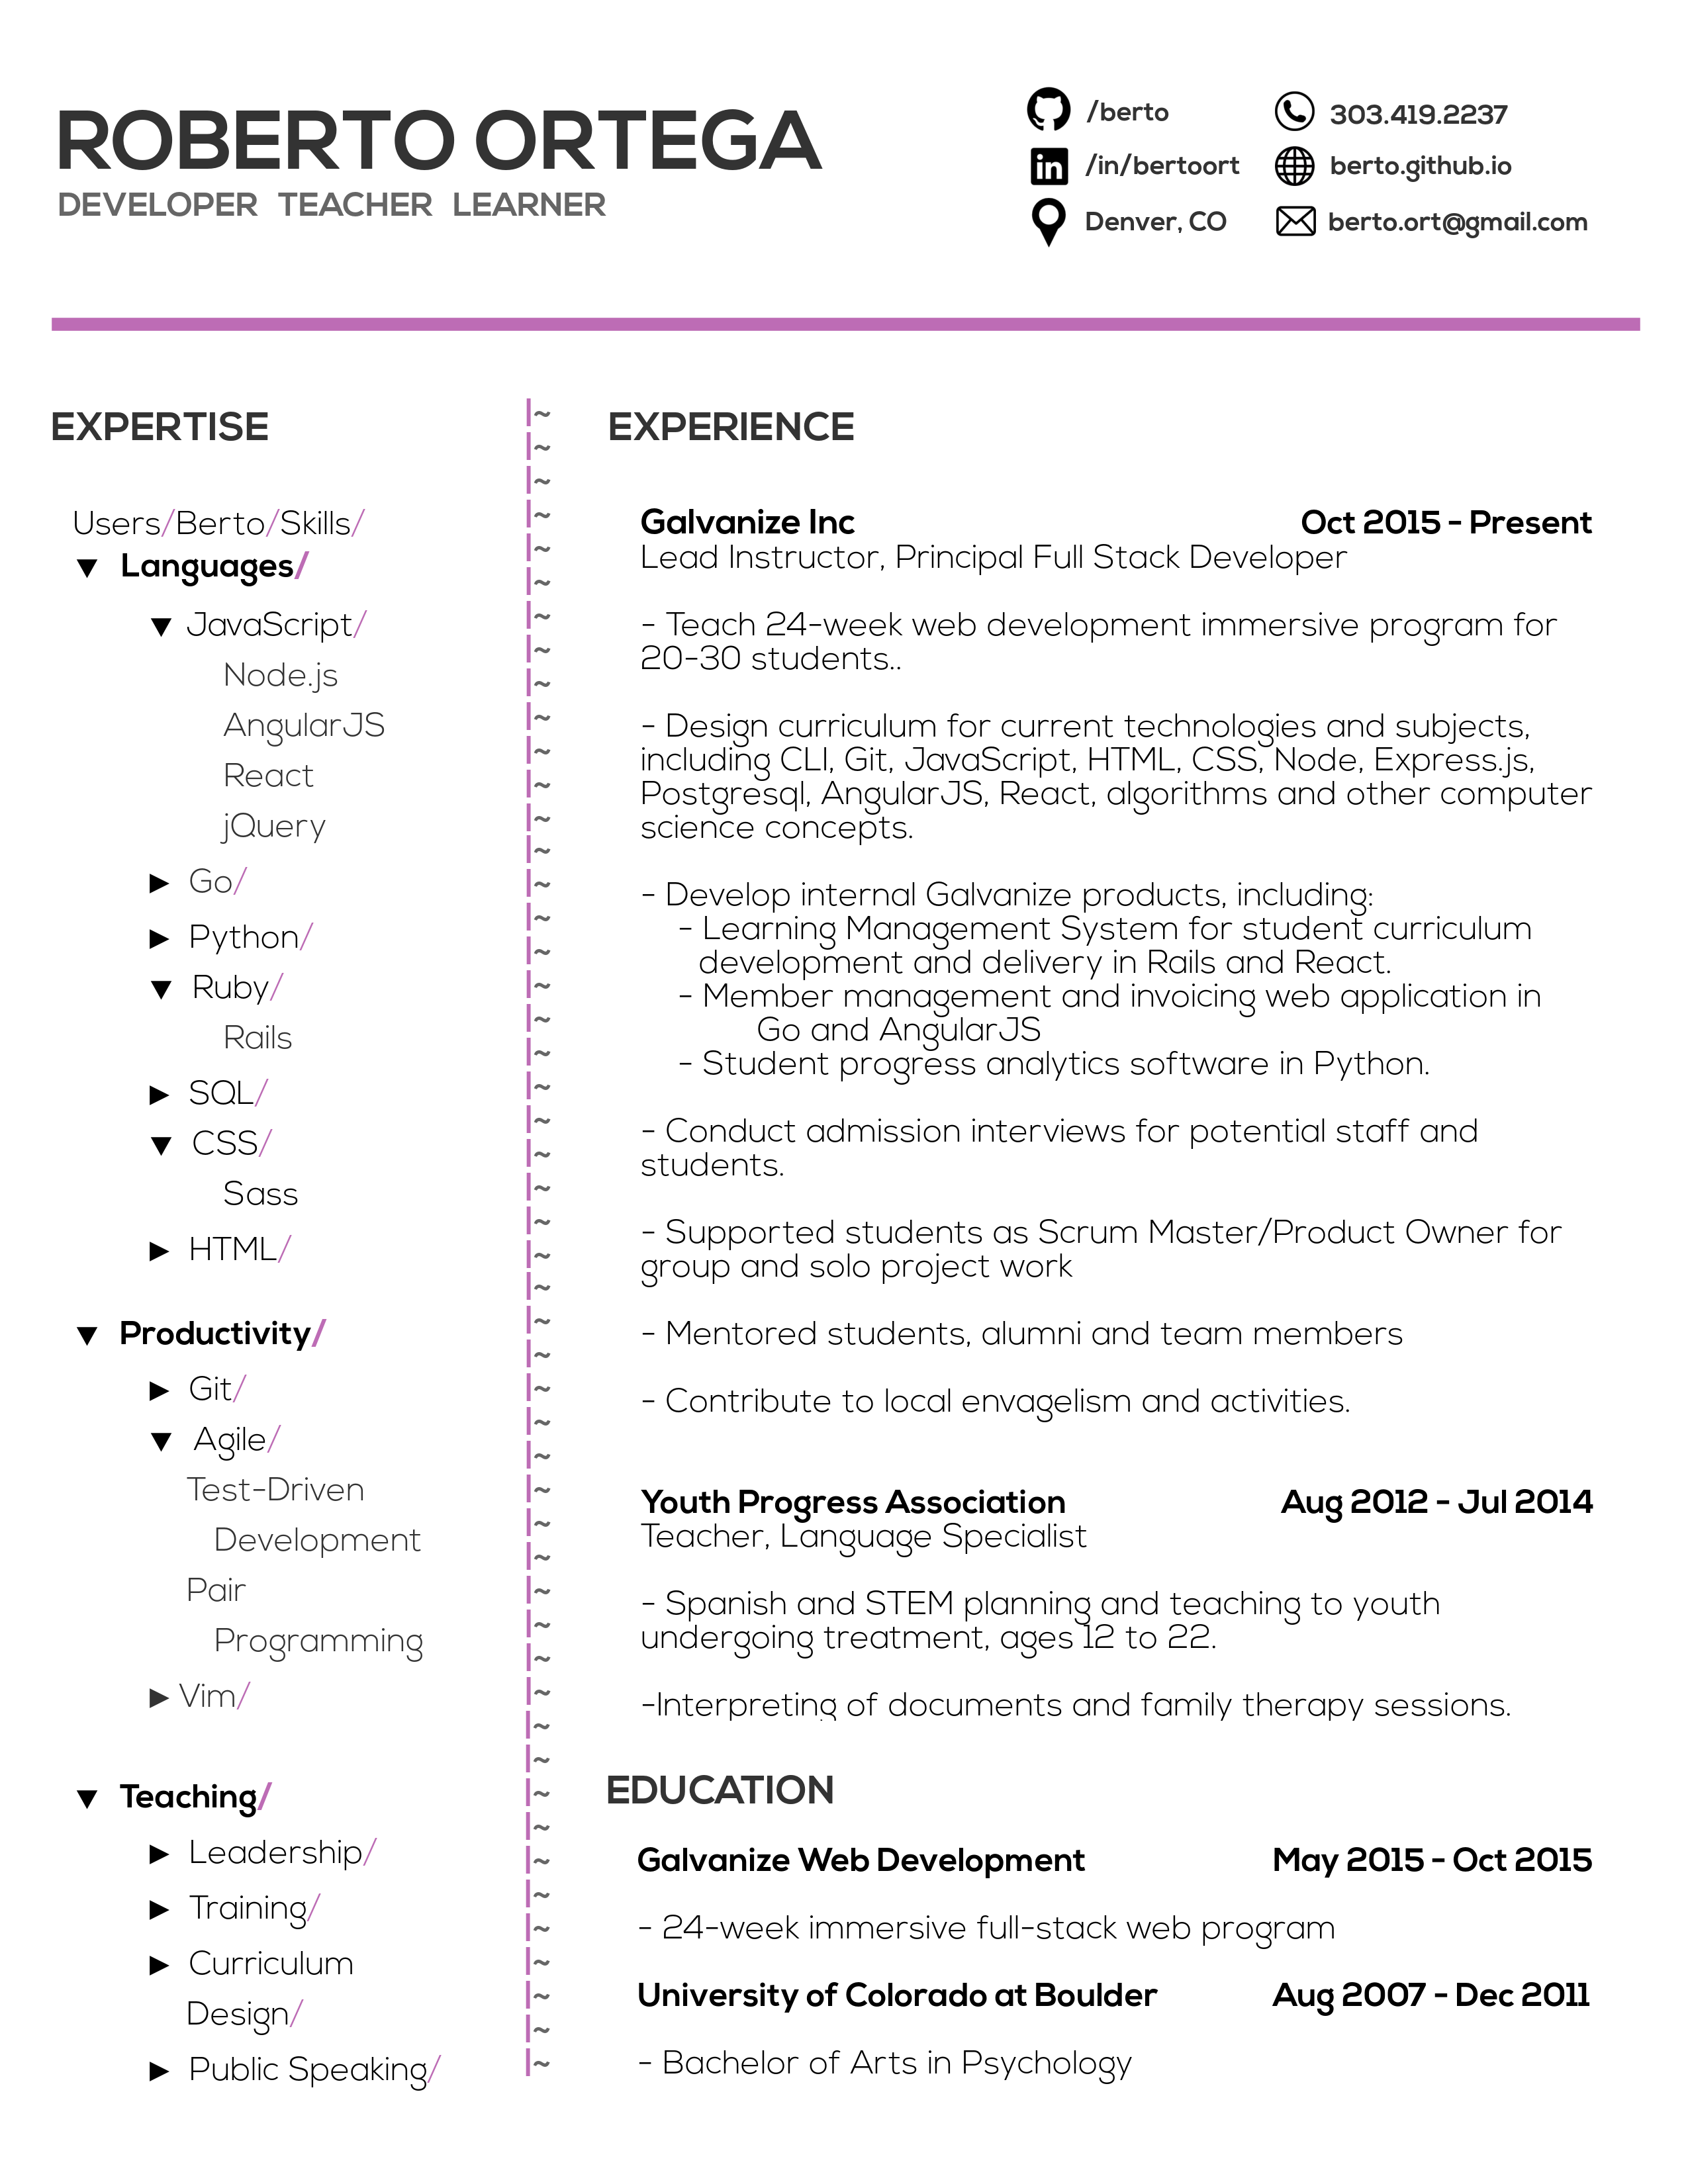 ROBERTO ORTEGA
DEVELOPER TEACHER LEARNER
/berto
303.419.2237
/in/bertoort
berto.github.io
Denver, CO
berto.ort@gmail.com
EXPERTISE
Users/Berto/Skills/
▼ Languages/
▼ JavaScript/
Node.js
AngularJS
React
jQuery
► Go/
► Python/
▼ Ruby/
Rails
► SQL/
▼ CSS/
Sass
► HTML/
▼ Productivity/
► Git/
▼ Agile/
Test-Driven
Development
Pair
Programming
► Vim/
▼ Teaching/
► Leadership/
► Training/
► Curriculum
Design/
► Public Speaking/
EXPERIENCE
Galvanize Inc Oct 2015 - Present
Lead Instructor, Principal Full Stack Developer
- Teach 24-week web development immersive program for
20-30 students..
- Design curriculum for current technologies and subjects,
including CLI, Git, JavaScript, HTML, CSS, Node, Express.js,
Postgresql, AngularJS, React, algorithms and other computer
science concepts.
- Develop internal Galvanize products, including:
- Learning Management System for student curriculum
development and delivery in Rails and React.
- Member management and invoicing web application in
Go and AngularJS
- Student progress analytics software in Python.
- Conduct admission interviews for potential staff and
students.
- Supported students as Scrum Master/Product Owner for
group and solo project work
- Mentored students, alumni and team members
- Contribute to local envagelism and activities.
Youth Progress Association Aug 2012 - Jul 2014
Teacher, Language Specialist
- Spanish and STEM planning and teaching to youth
undergoing treatment, ages 12 to 22.
-Interpreting of documents and family therapy sessions.
EDUCATION
Galvanize Web Development May 2015 - Oct 2015
- 24-week immersive full-stack web program
University of Colorado at Boulder Aug 2007 - Dec 2011
- Bachelor of Arts in Psychology